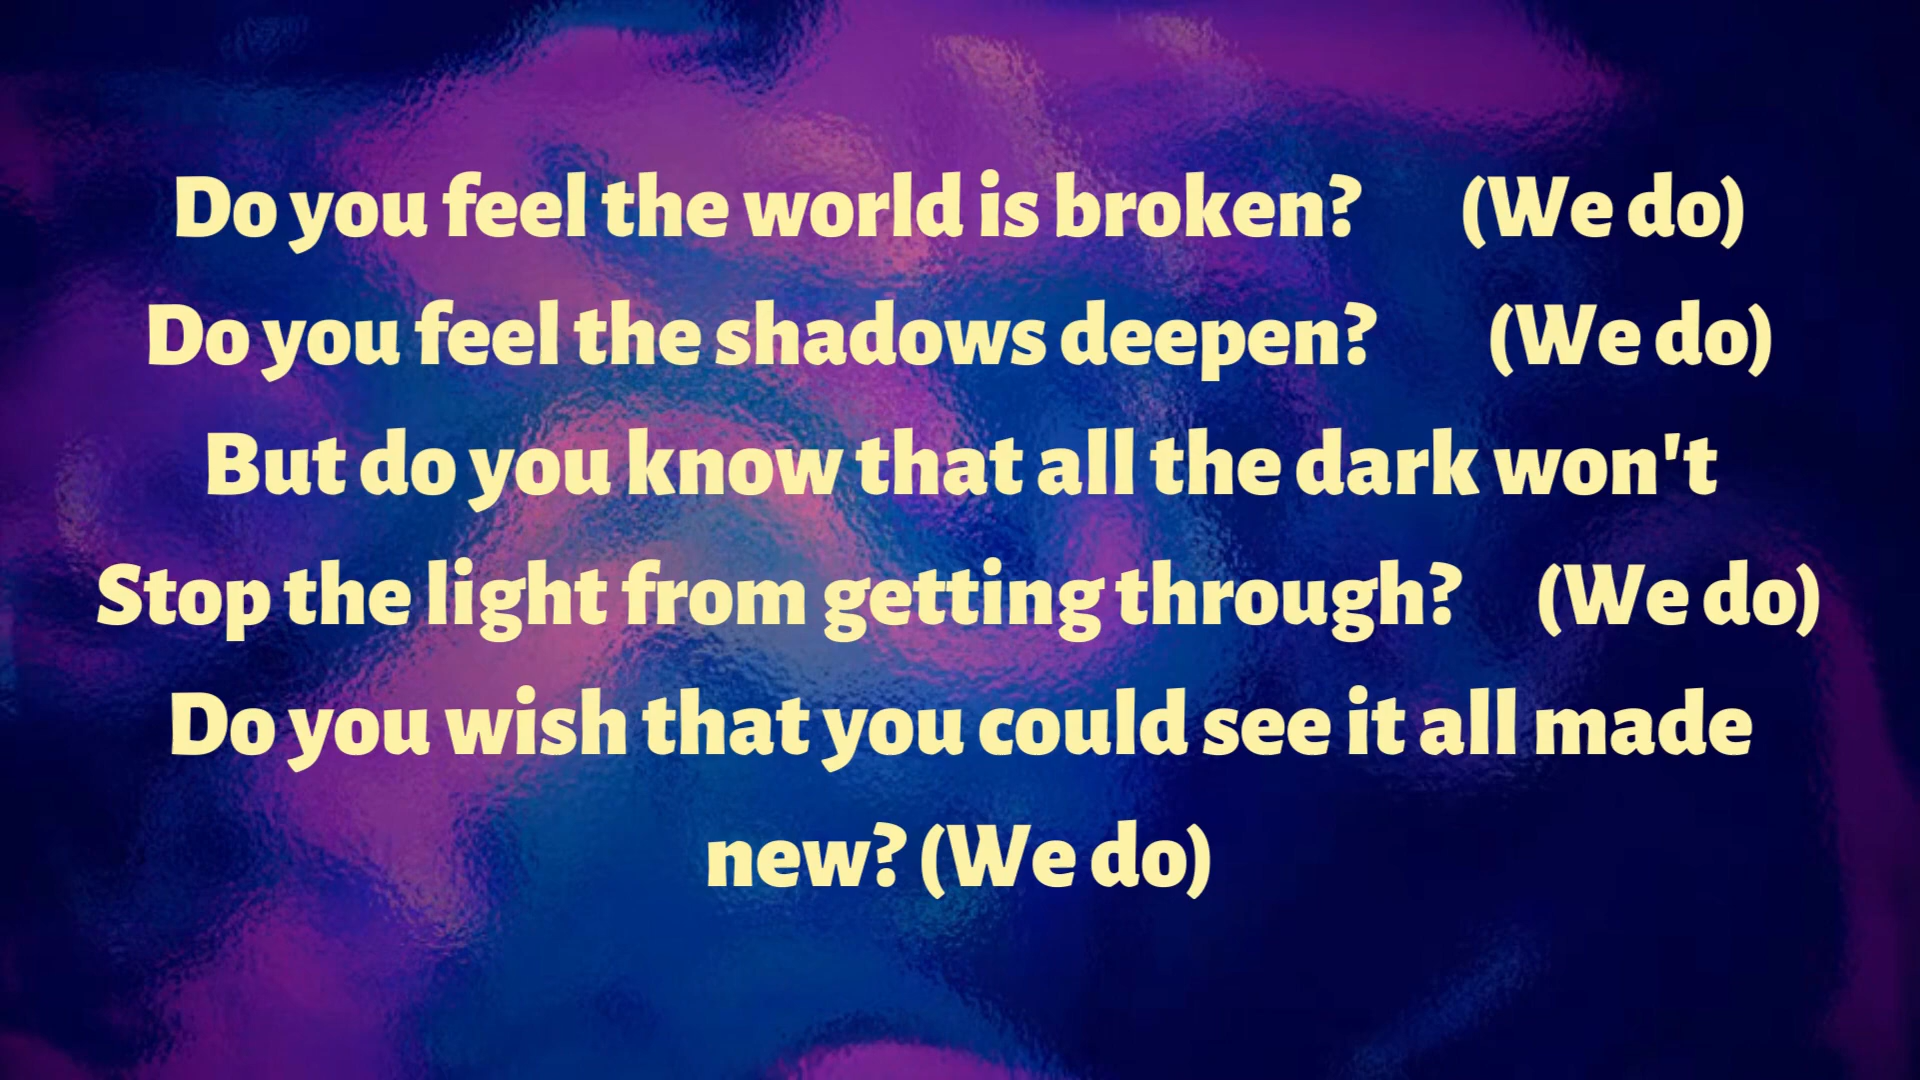 Do you feel the world is broken? (We do)
Do you feel the shadows deepen? (We do)
But do you know that all the dark won't
Stop the light from getting through? (We do)
Do you wish that you could see it all made
new? (We do)